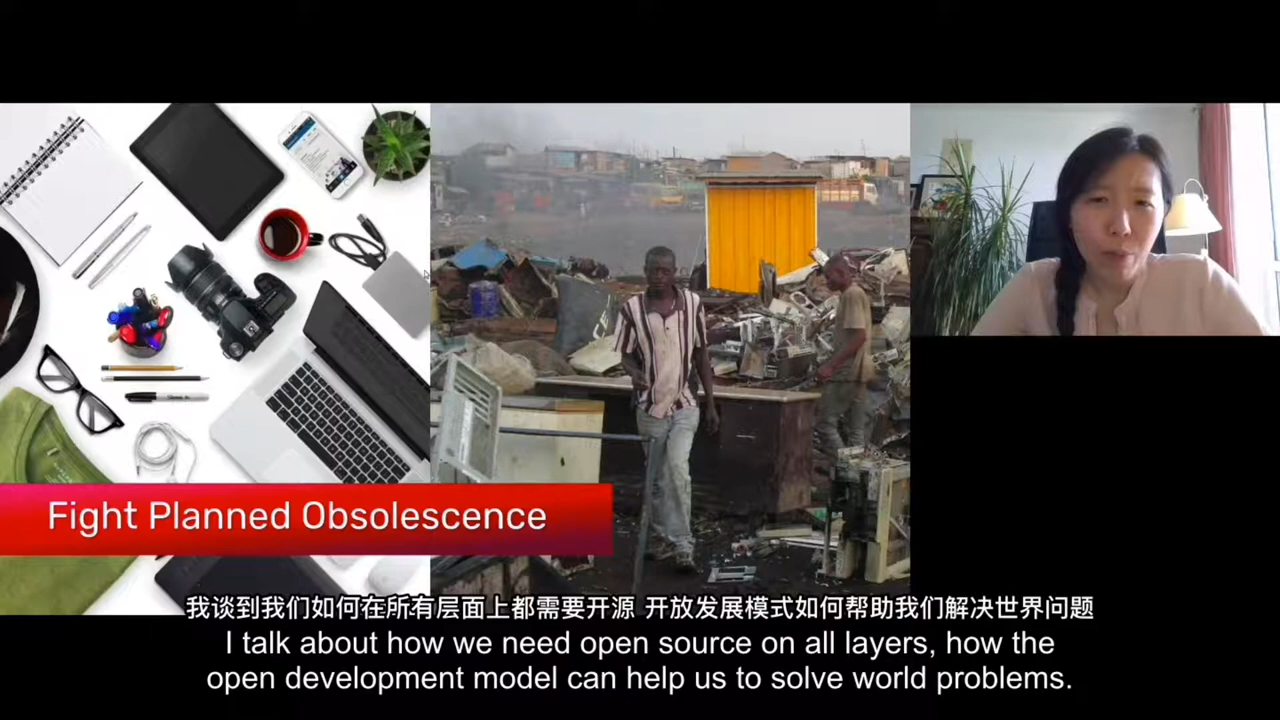 Fight Planned Obsolescence
我谈到我们如何在所有层面上都需要开源 开放发展模式如何帮助我们解决世界问题
I talk about how we need open source on all layers, how the
open development model can help us to solve world problems.